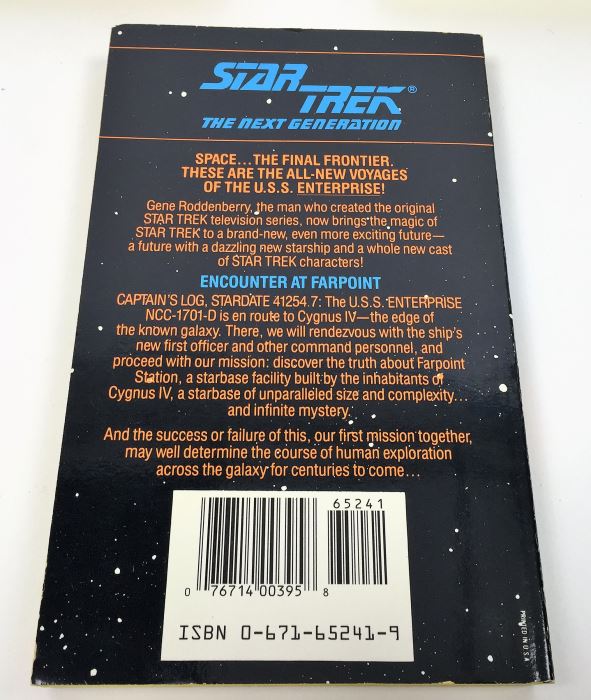 STAR TREK®
THE NEXT GENERATION
SPACE...THE FINAL FRONTIER.
THESE ARE THE ALL-NEW VOYAGES
OF THE U.S.S. ENTERPRISE!
Gene Roddenberry, the man who created the original
STAR TREK television series, now brings the magic of
STAR TREK to a brand-new, even more exciting future—
a future with a dazzling new starship and a whole new cast
of STAR TREK characters!
ENCOUNTER AT FARPOINT
CAPTAIN'S LOG, STARDATE 41254.7: The U.S.S. ENTERPRISE
NCC-1701-D is en route to Cygnus IV—the edge of
the known galaxy. There, we will rendezvous with the ship's
new first officer and other command personnel, and
proceed with our mission: discover the truth about Farpoint
Station, a starbase facility built by the inhabitants of
Cygnus IV, a starbase of unparalleled size and complexity...
and infinite mystery.
And the success or failure of this, our first mission together,
may well determine the course of human exploration
across the galaxy for centuries to come...
65241
0 76714 00395 8
ISBN 0-671-65241-9
PRINTED IN U.S.A.